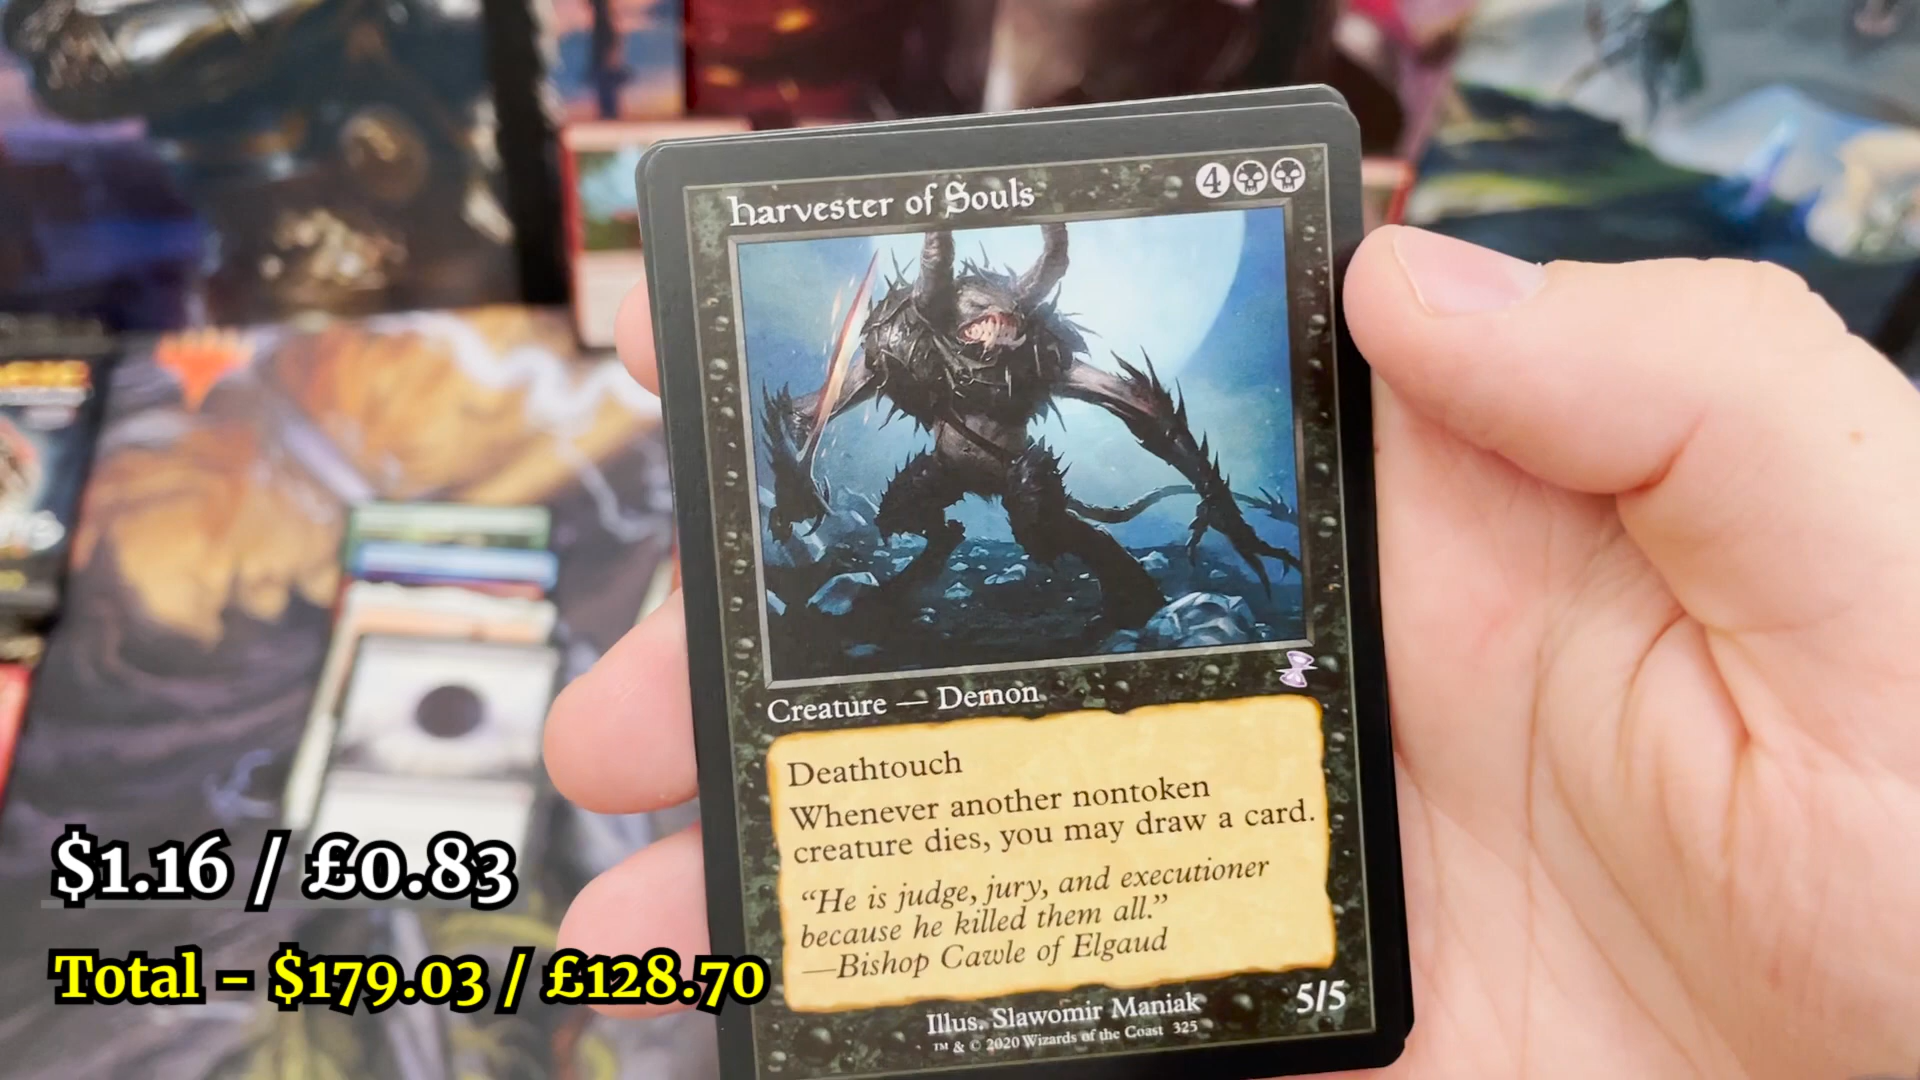 Harvester of Souls
4
Creature — Demon
Deathtouch
Whenever another nontoken
creature dies, you may draw a card.
“He is judge, jury, and executioner
because he killed them all.”
—Bishop Cawle of Elgaud
5/5
Illus. Slawomir Maniak
™ & © 2020 Wizards of the Coast 325
$1.16 / £0.83
Total - $179.03 / £128.70